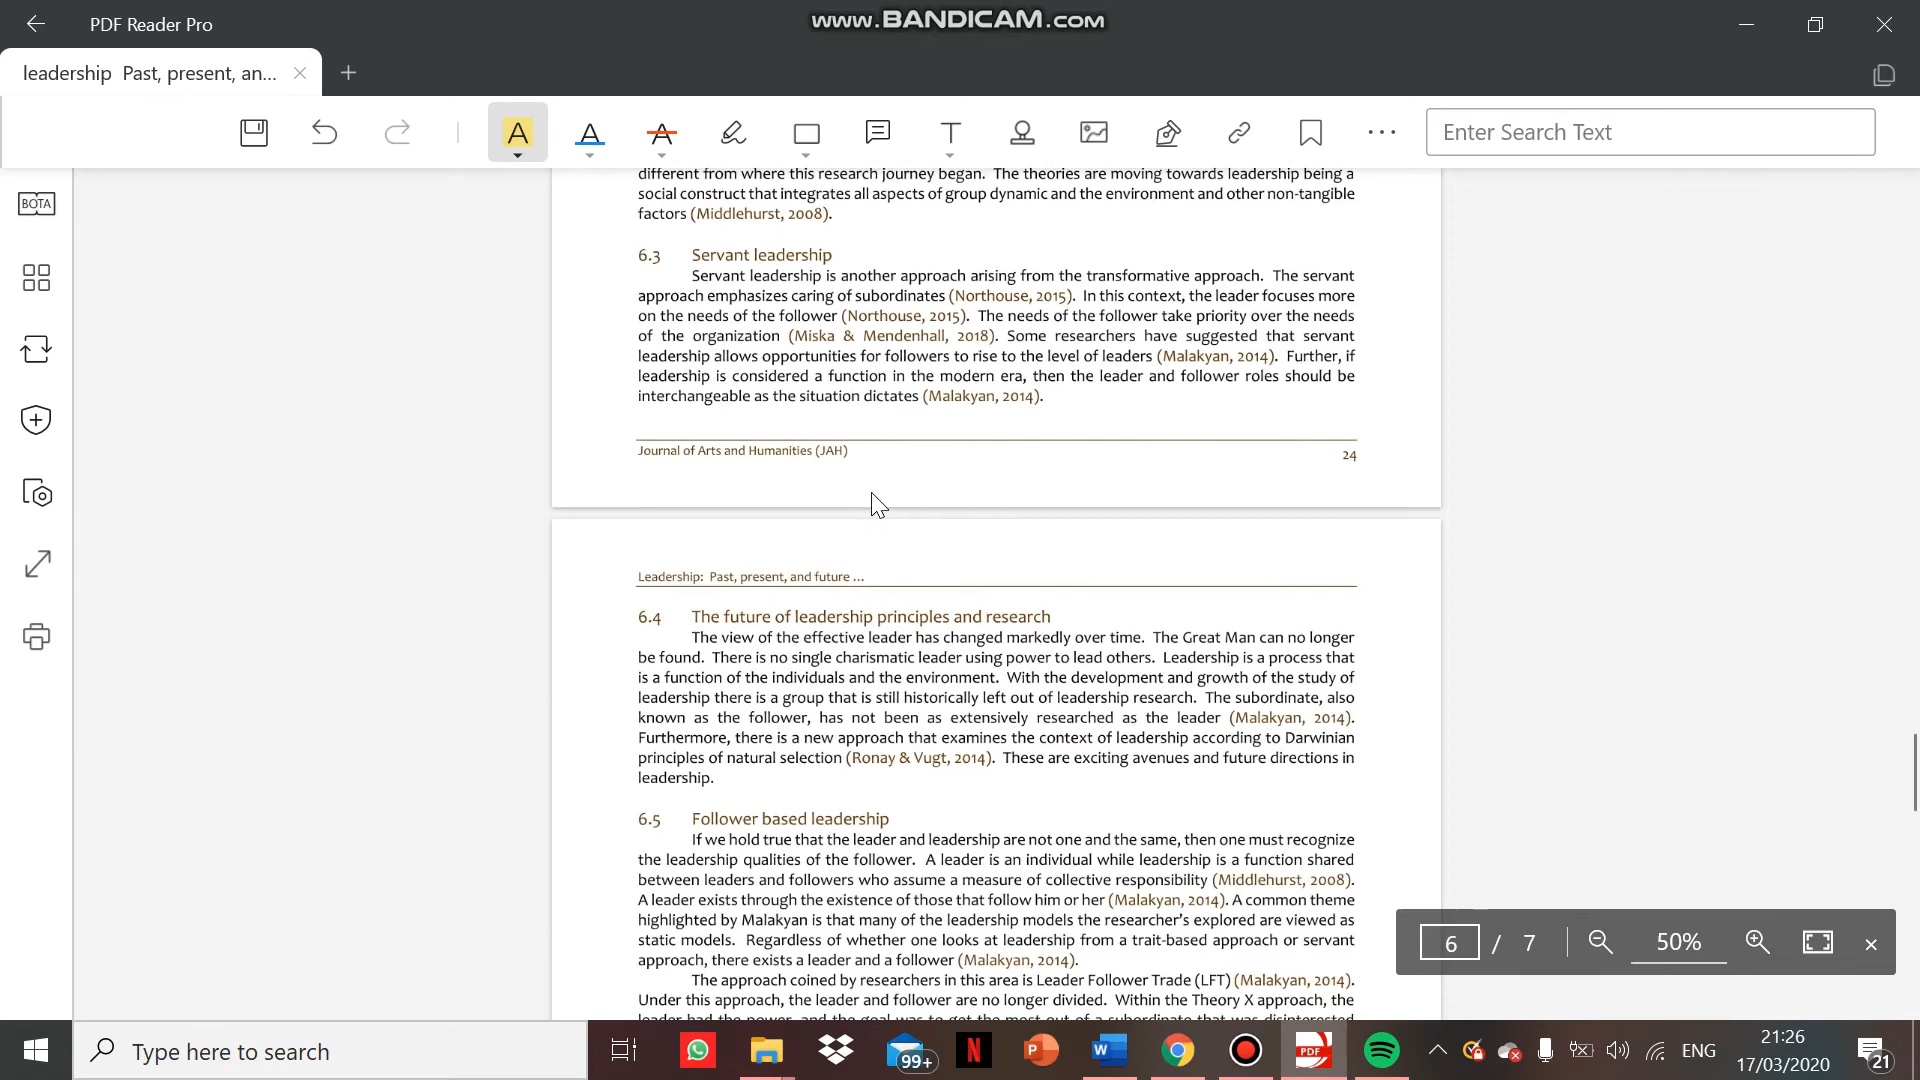 PDF Reader Pro
www.BANDICAM.com
leadership Past, present, an...
Enter Search Text
BOTA
different from where this research journey began. The theories are moving towards leadership being a
social construct that integrates all aspects of group dynamic and the environment and other non-tangible
factors (Middlehurst, 2008).
6.3 Servant leadership
Servant leadership is another approach arising from the transformative approach. The servant
approach emphasizes caring of subordinates (Northouse, 2015). In this context, the leader focuses more
on the needs of the follower (Northouse, 2015). The needs of the follower take priority over the needs
of the organization (Miska & Mendenhall, 2018). Some researchers have suggested that servant
leadership allows opportunities for followers to rise to the level of leaders (Malakyan, 2014). Further, if
leadership is considered a function in the modern era, then the leader and follower roles should be
interchangeable as the situation dictates (Malakyan, 2014).
Journal of Arts and Humanities (JAH) 24
Leadership: Past, present, and future ...
6.4 The future of leadership principles and research
The view of the effective leader has changed markedly over time. The Great Man can no longer
be found. There is no single charismatic leader using power to lead others. Leadership is a process that
is a function of the individuals and the environment. With the development and growth of the study of
leadership there is a group that is still historically left out of leadership research. The subordinate, also
known as the follower, has not been as extensively researched as the leader (Malakyan, 2014).
Furthermore, there is a new approach that examines the context of leadership according to Darwinian
principles of natural selection (Ronay & Vugt, 2014). These are exciting avenues and future directions in
leadership.
6.5 Follower based leadership
If we hold true that the leader and leadership are not one and the same, then one must recognize
the leadership qualities of the follower. A leader is an individual while leadership is a function shared
between leaders and followers who assume a measure of collective responsibility (Middlehurst, 2008).
A leader exists through the existence of those that follow him or her (Malakyan, 2014). A common theme
highlighted by Malakyan is that many of the leadership models the researcher's explored are viewed as
static models. Regardless of whether one looks at leadership from a trait-based approach or servant
approach, there exists a leader and a follower (Malakyan, 2014).
The approach coined by researchers in this area is Leader Follower Trade (LFT) (Malakyan, 2014).
Under this approach, the leader and follower are no longer divided. Within the Theory X approach, the
leader had the power, and the goal was to get the most out of a subordinate that was disinterested
6 / 7 50%
Type here to search
99+
ENG
21:26
17/03/2020
21